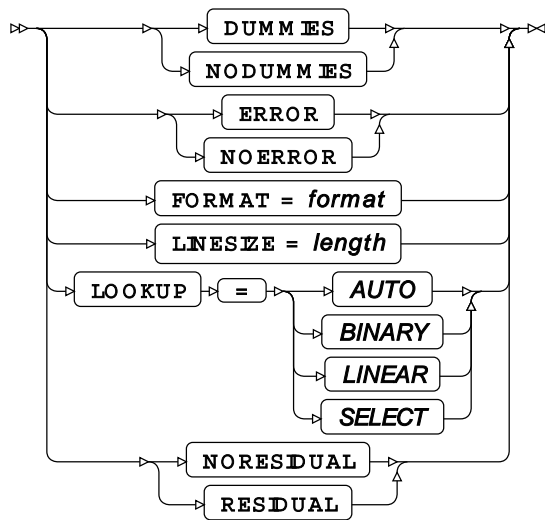 DUMMIES
NODUMMIES
ERROR
NOERROR
FORMAT = format
LINESIZE = length
LOOKUP = AUTO
BINARY
LINEAR
SELECT
NORESIDUAL
RESIDUAL